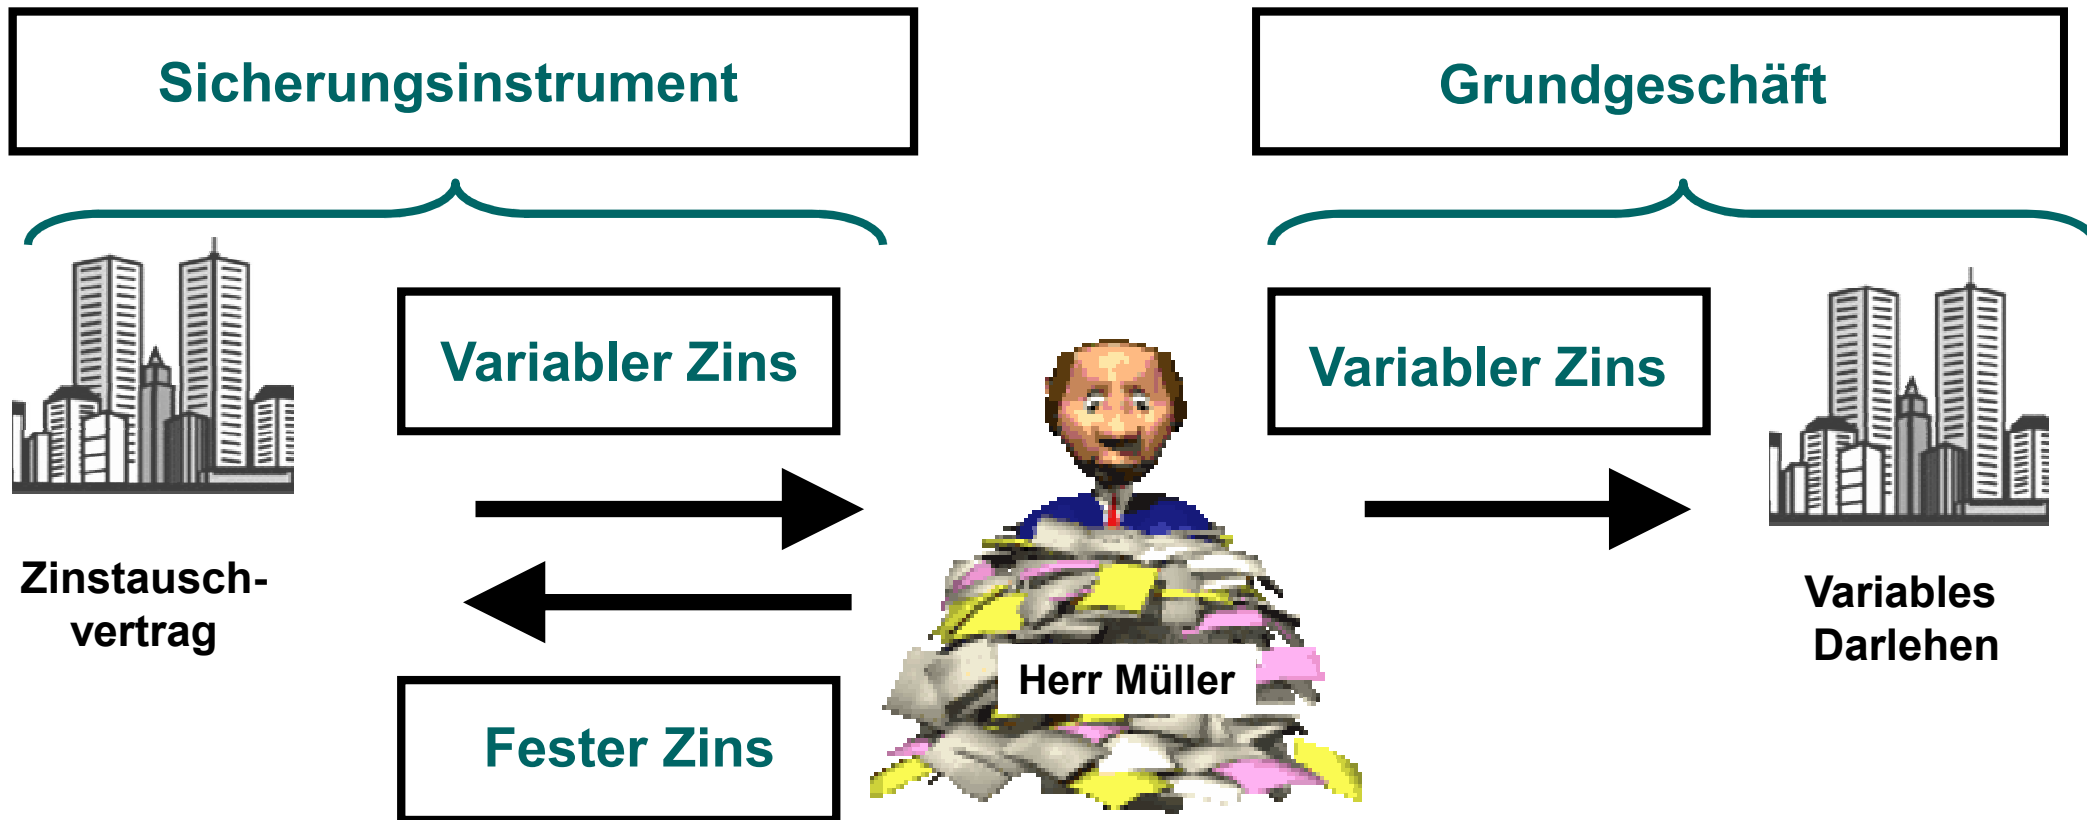 Sicherungsinstrument
Grundgeschäft
Variabler Zins
Variabler Zins
Zinstausch-
vertrag
Variables
Darlehen
Herr Müller
Fester Zins